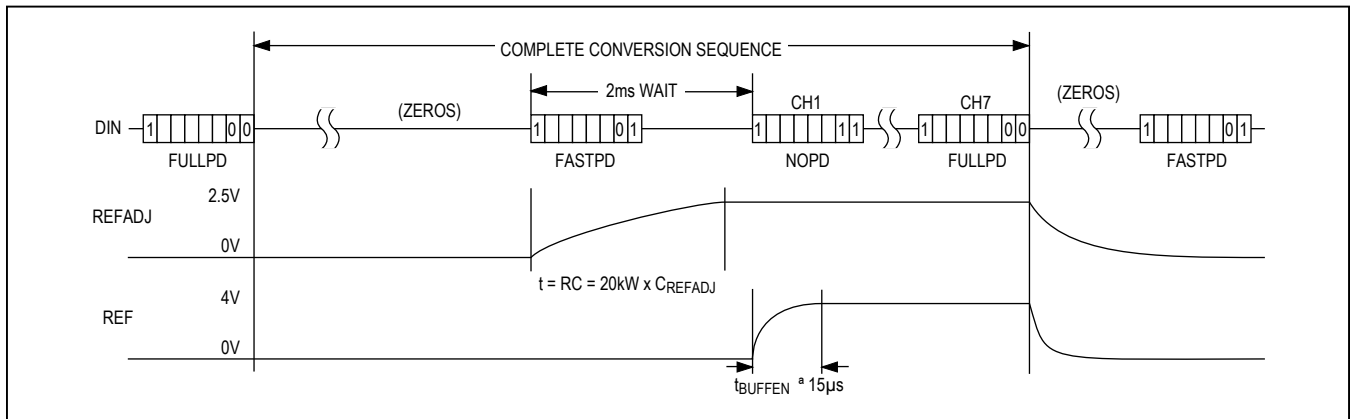 COMPLETE CONVERSION SEQUENCE
2ms WAIT
(ZEROS)
CH1
CH7
(ZEROS)
DIN
1 0 0
1 0 1
1 1 1
1 0 0
1 0 1
FULLPD
FASTPD
NOPD
FULLPD
FASTPD
2.5V
REFADJ
0V
t = RC = 20kW x CREFADJ
4V
REF
0V
tBUFFEN ª 15µs